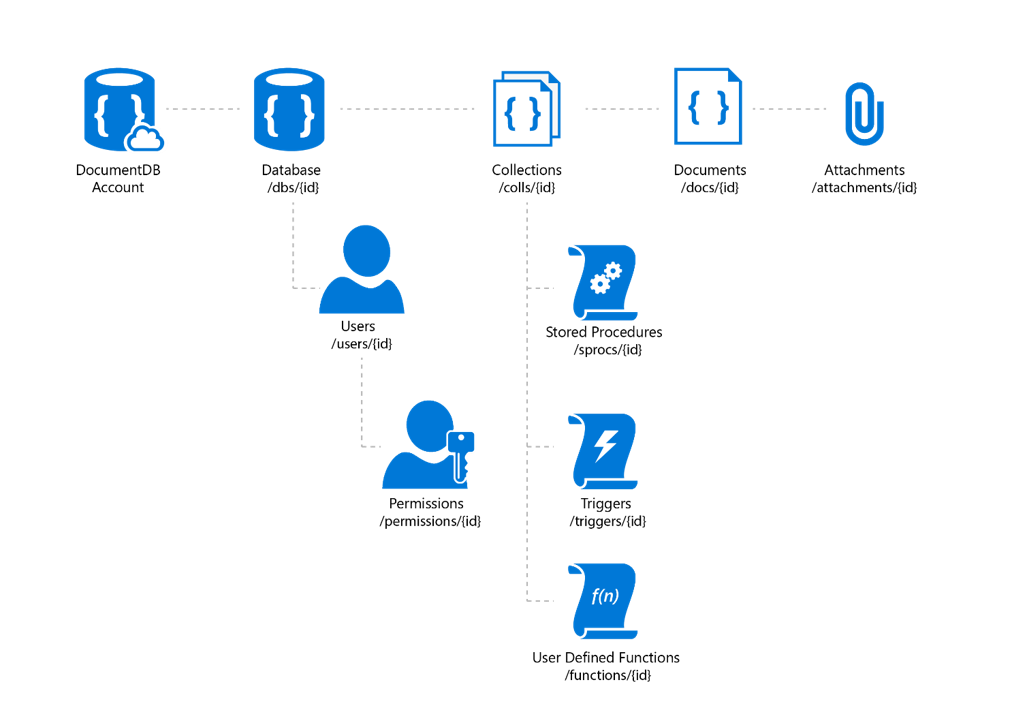 DocumentDB
Account
Database
/dbs/{id}
Collections
/colls/{id}
Documents
/docs/{id}
Attachments
/attachments/{id}
Users
/users/{id}
Stored Procedures
/sprocs/{id}
Permissions
/permissions/{id}
Triggers
/triggers/{id}
f(n)
User Defined Functions
/functions/{id}